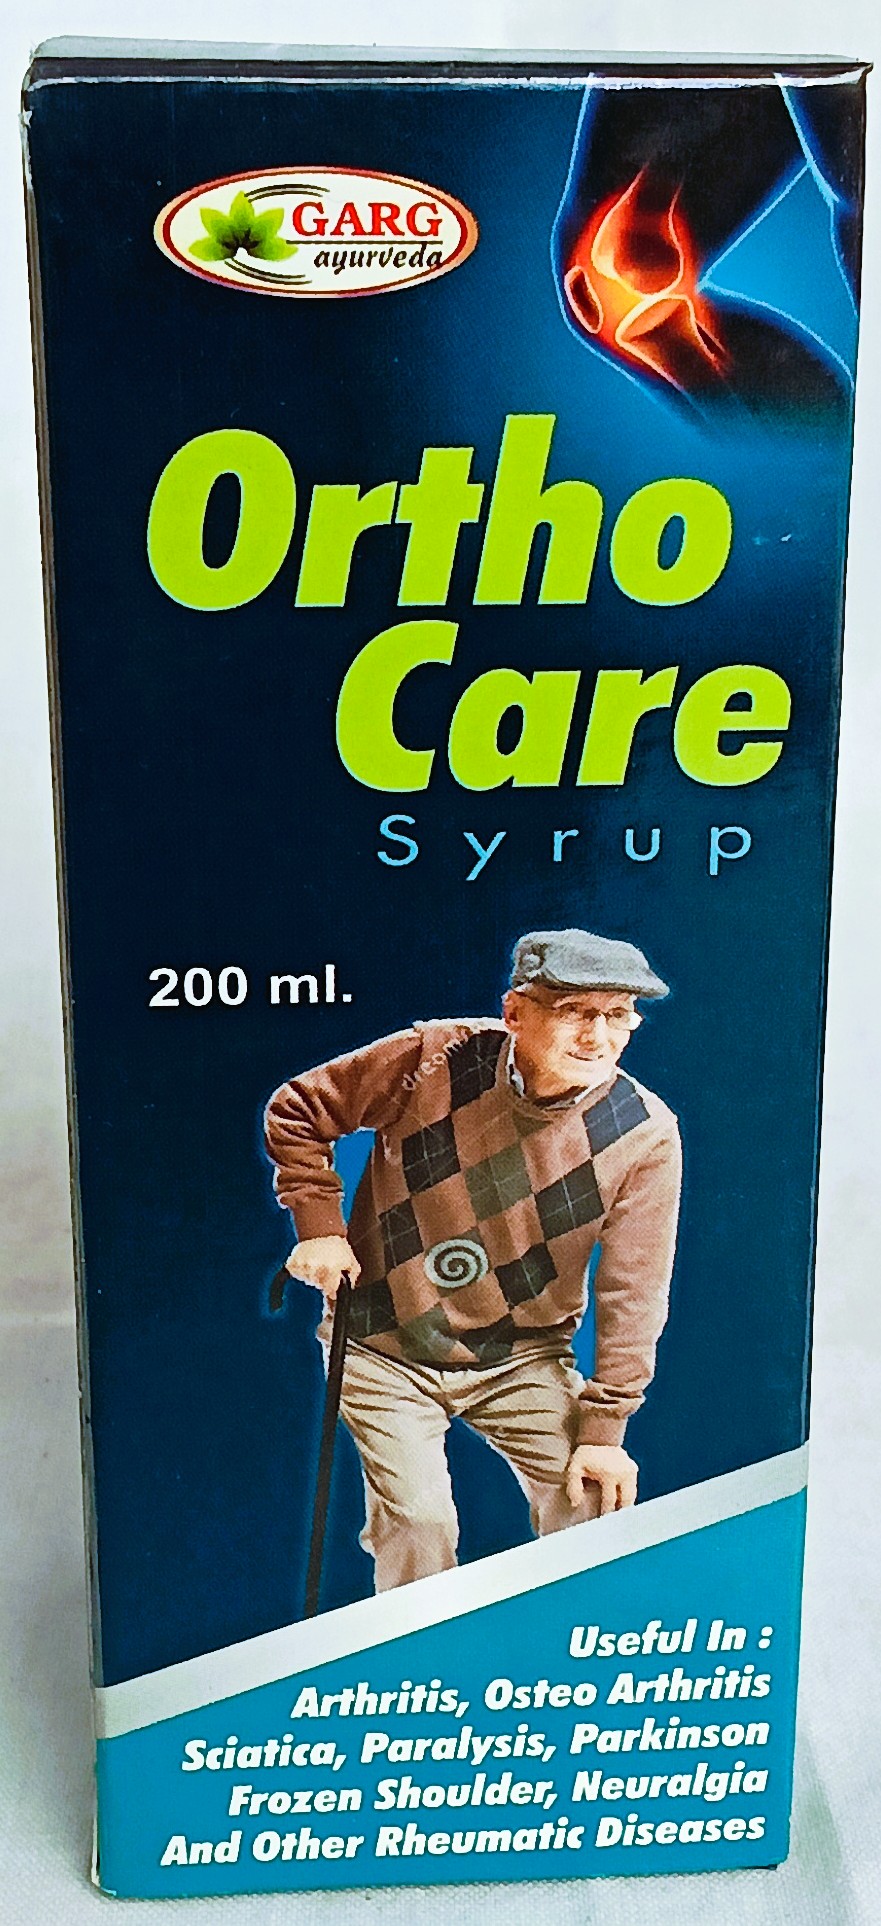 GARG
ayurveda
Ortho
Care
Syrup
200 ml.
Useful In :
Arthritis, Osteo Arthritis
Sciatica, Paralysis, Parkinson
Frozen Shoulder, Neuralgia
And Other Rheumatic Diseases